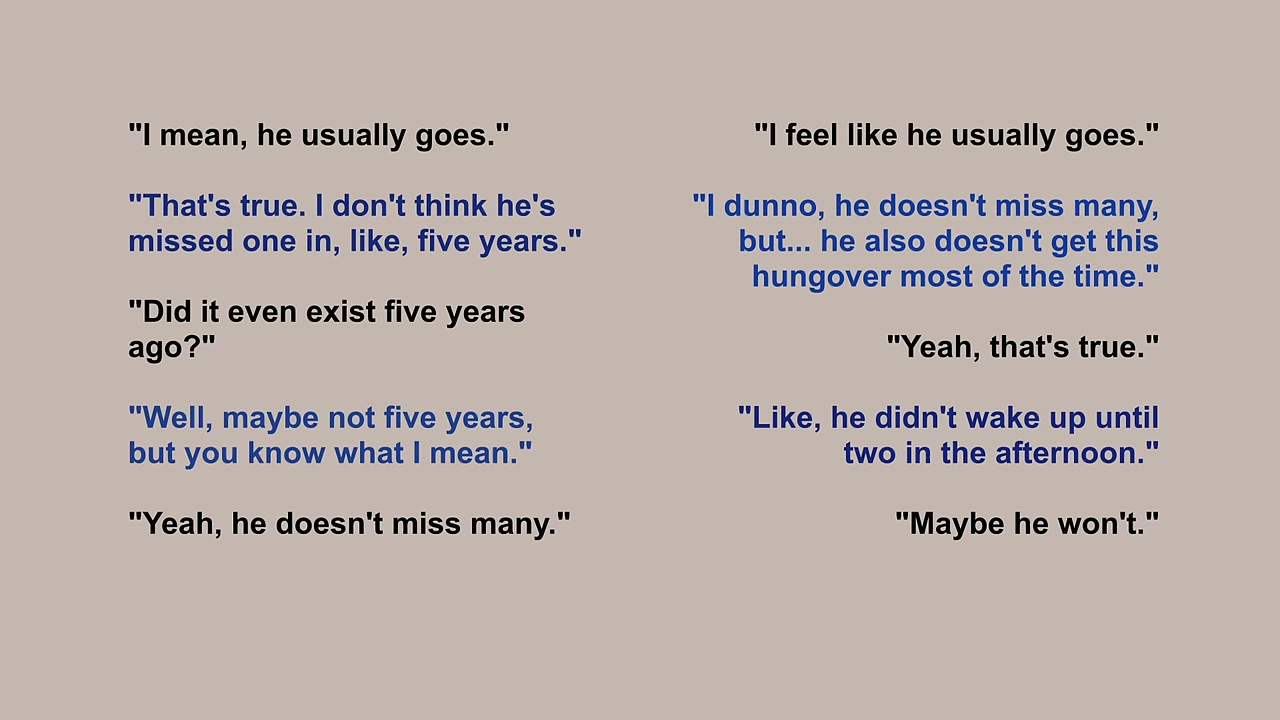 "I mean, he usually goes."
"That's true. I don't think he's
missed one in, like, five years."
"Did it even exist five years
ago?"
"Well, maybe not five years,
but you know what I mean."
"Yeah, he doesn't miss many."
"I feel like he usually goes."
"I dunno, he doesn't miss many,
but... he also doesn't get this
hungover most of the time."
"Yeah, that's true."
"Like, he didn't wake up until
two in the afternoon."
"Maybe he won't."